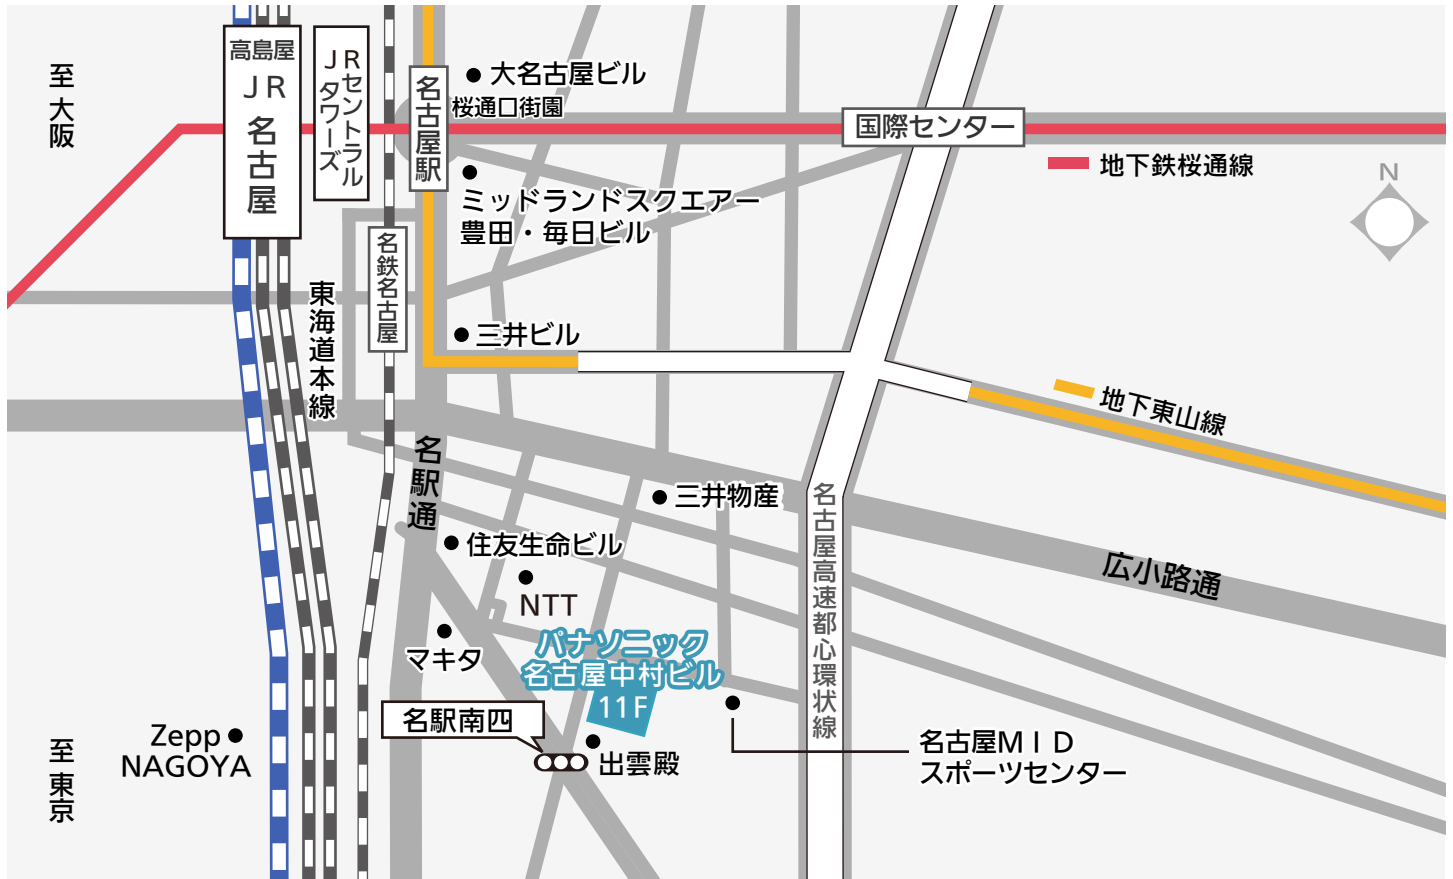 至 大阪
高島屋
JR
名古屋
JR
セントラル
タワーズ
名古屋駅
大名古屋ビル
桜通口街園
国際センター
地下鉄桜通線
N
ミッドランドスクエアー
豊田・毎日ビル
名鉄名古屋
東海道本線
三井ビル
地下東山線
名駅通
三井物産
名古屋高速都心環状線
住友生命ビル
広小路通
NTT
マキタ
パナソニック
名古屋中村ビル
11F
名駅南四
Zepp
NAGOYA
至 東京
出雲殿
名古屋MID
スポーツセンター